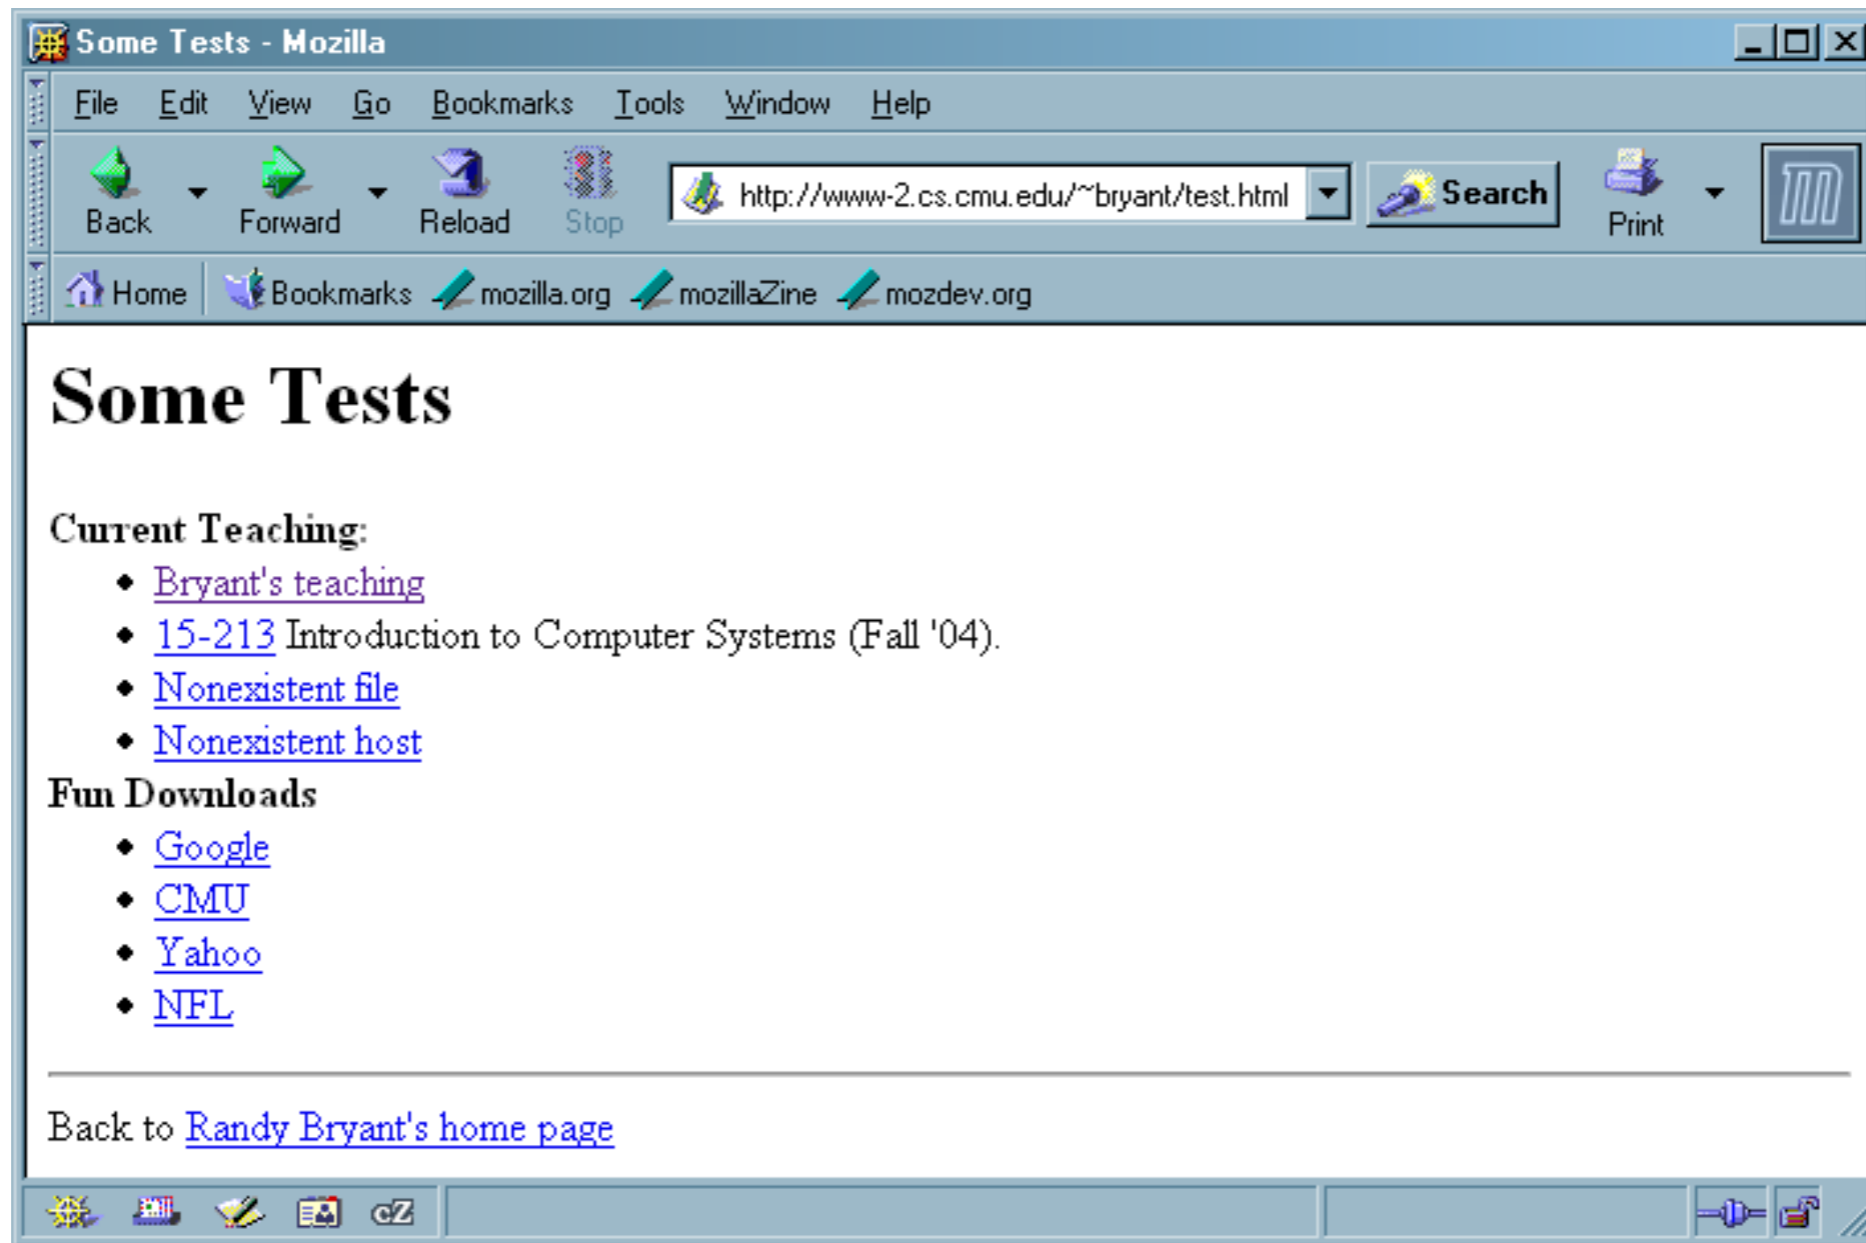 Some Tests - Mozilla
File Edit View Go Bookmarks Tools Window Help
Back Forward Reload Stop http://www-2.cs.cmu.edu/~bryant/test.html Search Print
Home Bookmarks mozilla.org mozillaZine mozdev.org
Some Tests
Current Teaching:
Bryant's teaching
15-213 Introduction to Computer Systems (Fall '04).
Nonexistent file
Nonexistent host
Fun Downloads
Google
CMU
Yahoo
NFL
Back to Randy Bryant's home page
cZ